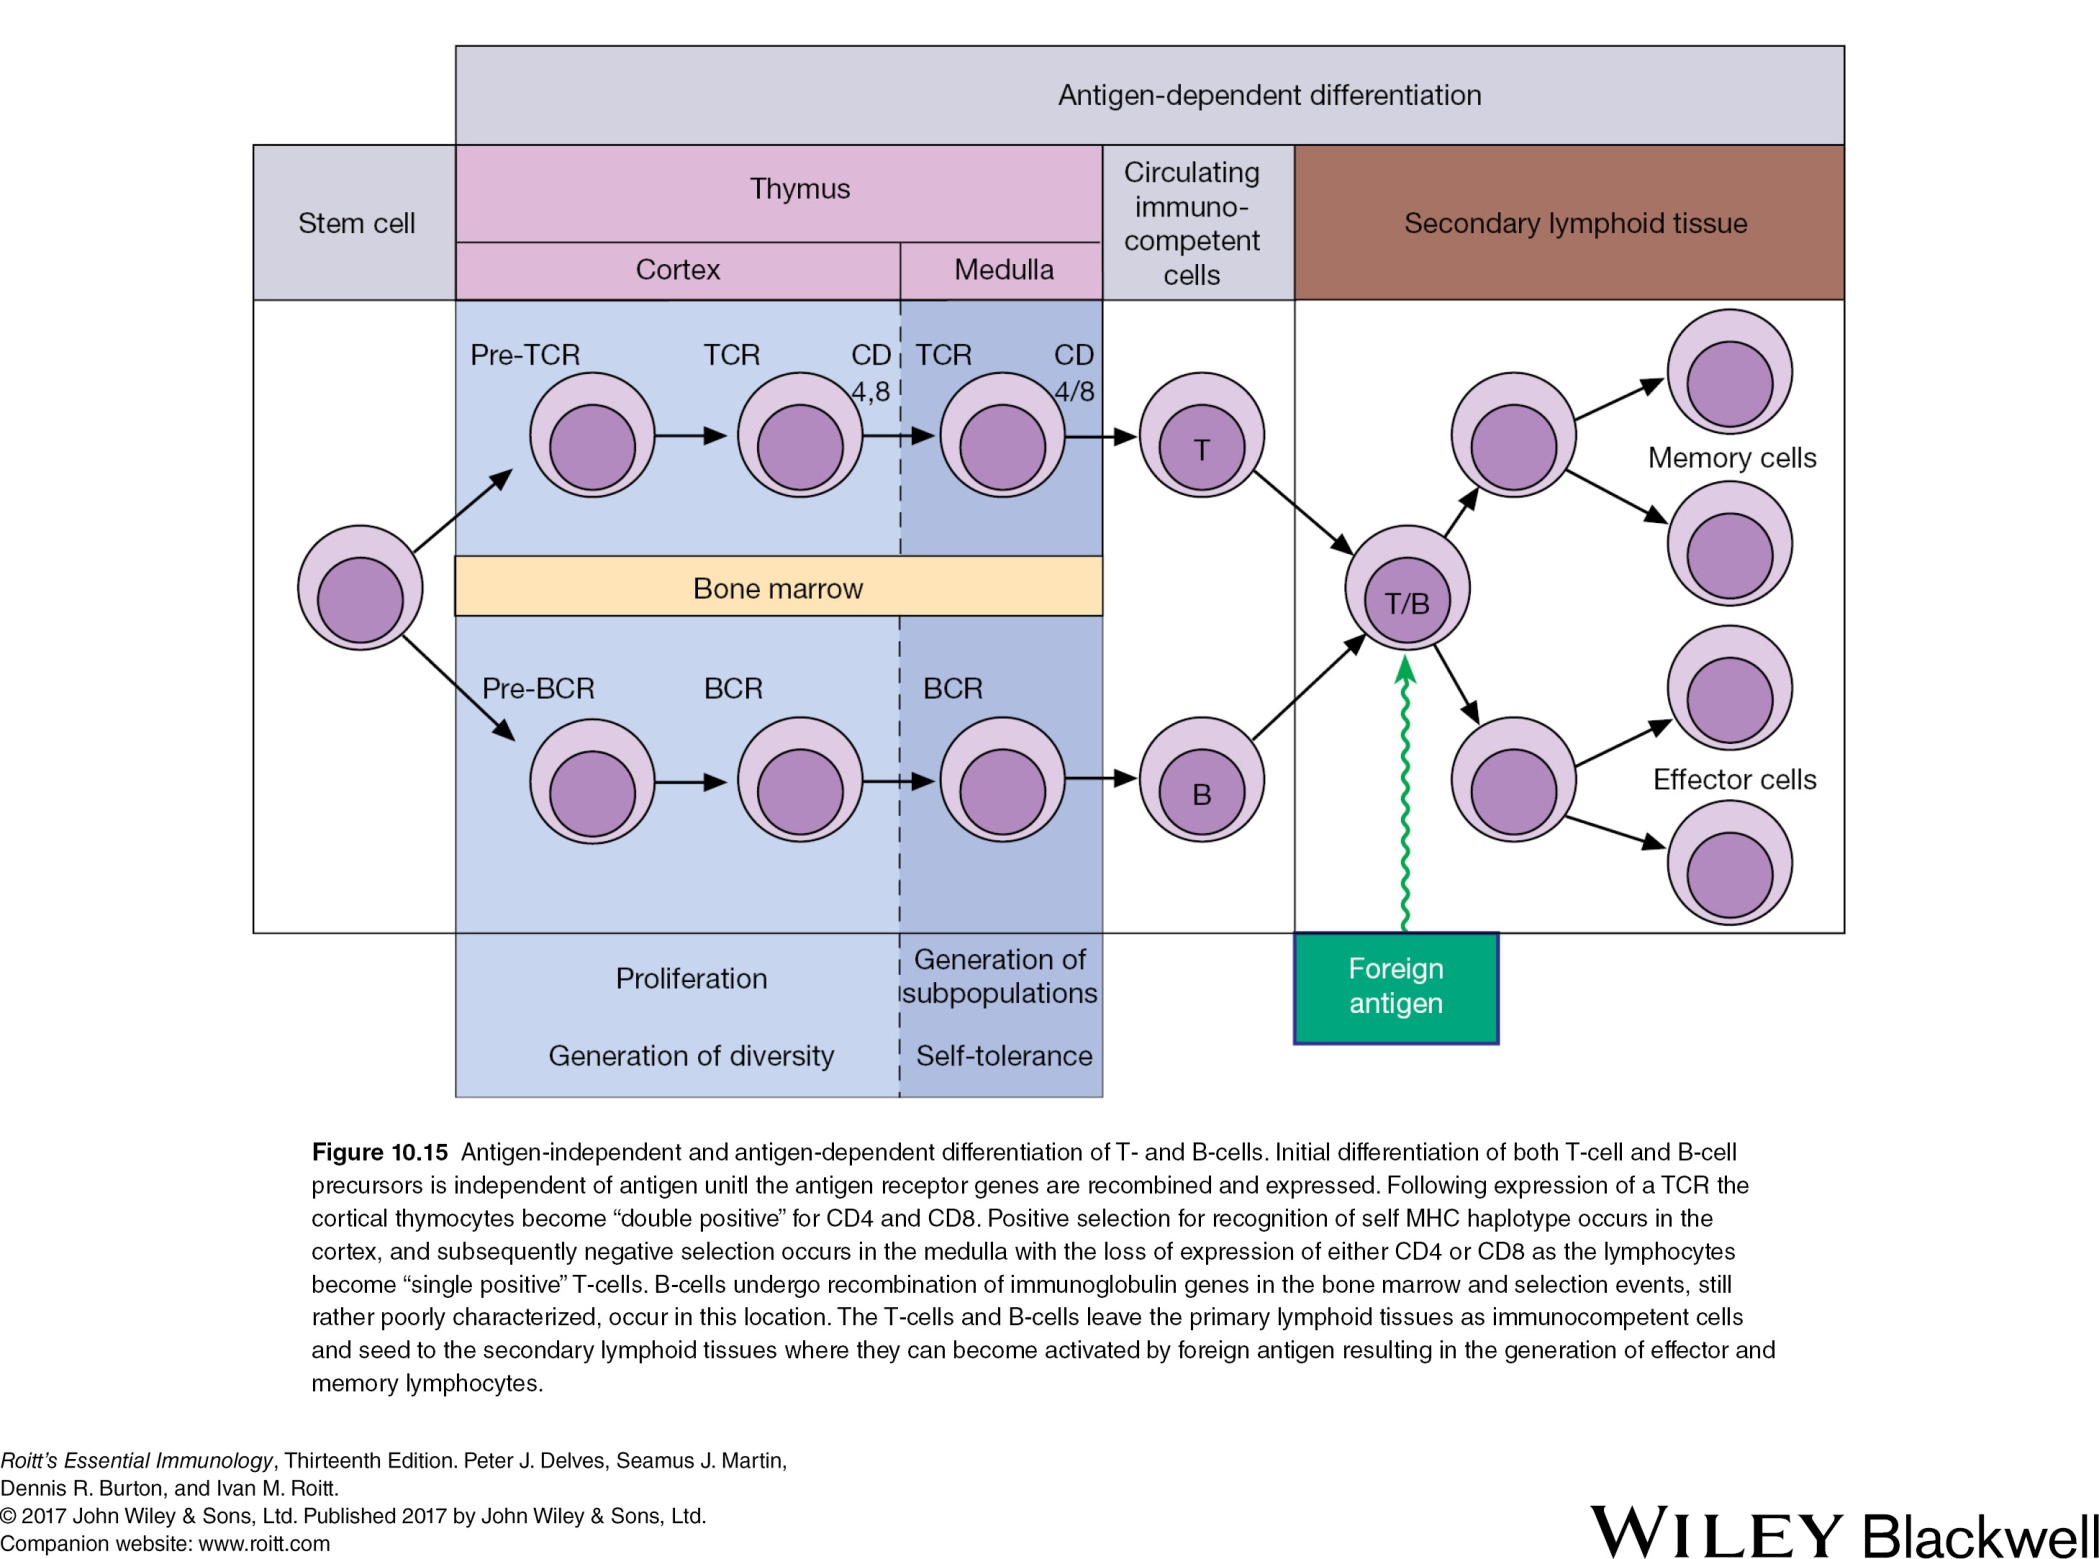 Antigen-dependent differentiation
Stem cell
Thymus
Cortex
Medulla
Circulating
immuno-
competent
cells
Secondary lymphoid tissue
Pre-TCR
TCR
CD
4,8
TCR
CD
4/8
T
Memory cells
Bone marrow
T/B
Pre-BCR
BCR
BCR
B
Effector cells
Proliferation
Generation of diversity
Generation of
subpopulations
Self-tolerance
Foreign
antigen
Figure 10.15 Antigen-independent and antigen-dependent differentiation of T- and B-cells. Initial differentiation of both T-cell and B-cell
precursors is independent of antigen unitl the antigen receptor genes are recombined and expressed. Following expression of a TCR the
cortical thymocytes become “double positive” for CD4 and CD8. Positive selection for recognition of self MHC haplotype occurs in the
cortex, and subsequently negative selection occurs in the medulla with the loss of expression of either CD4 or CD8 as the lymphocytes
become “single positive” T-cells. B-cells undergo recombination of immunoglobulin genes in the bone marrow and selection events, still
rather poorly characterized, occur in this location. The T-cells and B-cells leave the primary lymphoid tissues as immunocompetent cells
and seed to the secondary lymphoid tissues where they can become activated by foreign antigen resulting in the generation of effector and
memory lymphocytes.
Roitt’s Essential Immunology, Thirteenth Edition. Peter J. Delves, Seamus J. Martin,
Dennis R. Burton, and Ivan M. Roitt.
© 2017 John Wiley & Sons, Ltd. Published 2017 by John Wiley & Sons, Ltd.
Companion website: www.roitt.com
WILEY Blackwell